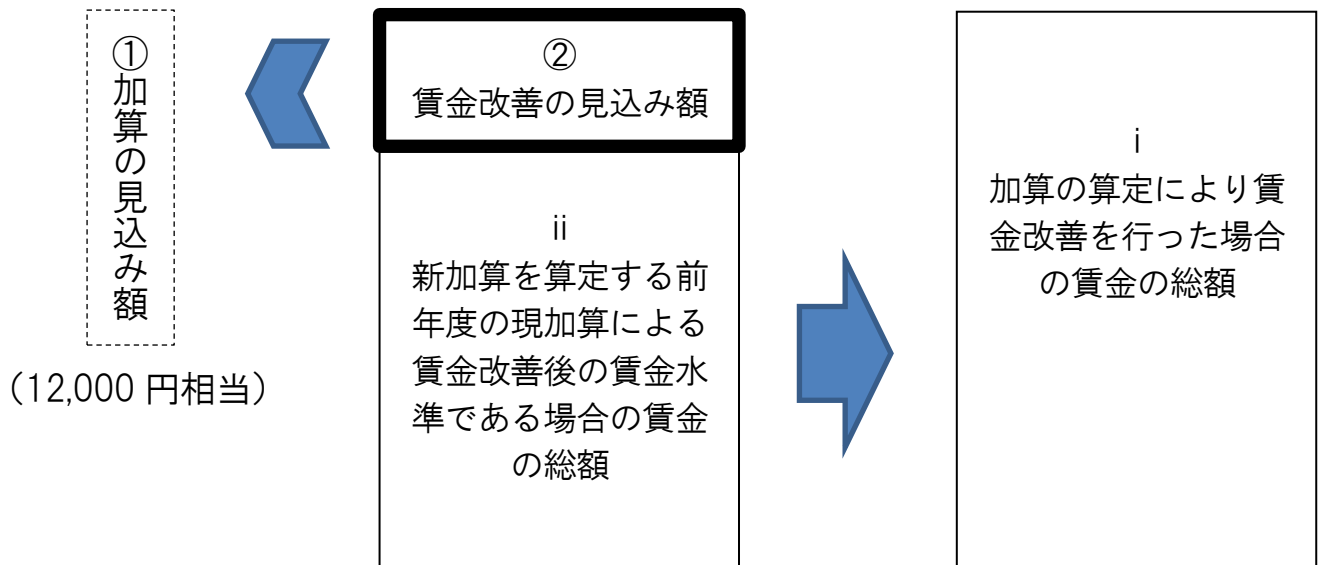 ①加算の見込み額
(12,000 円相当)
②
賃金改善の見込み額
ⅱ
新加算を算定する前
年度の現加算による
賃金改善後の賃金水
準である場合の賃金
の総額
ⅰ
加算の算定により賃
金改善を行った場合
の賃金の総額